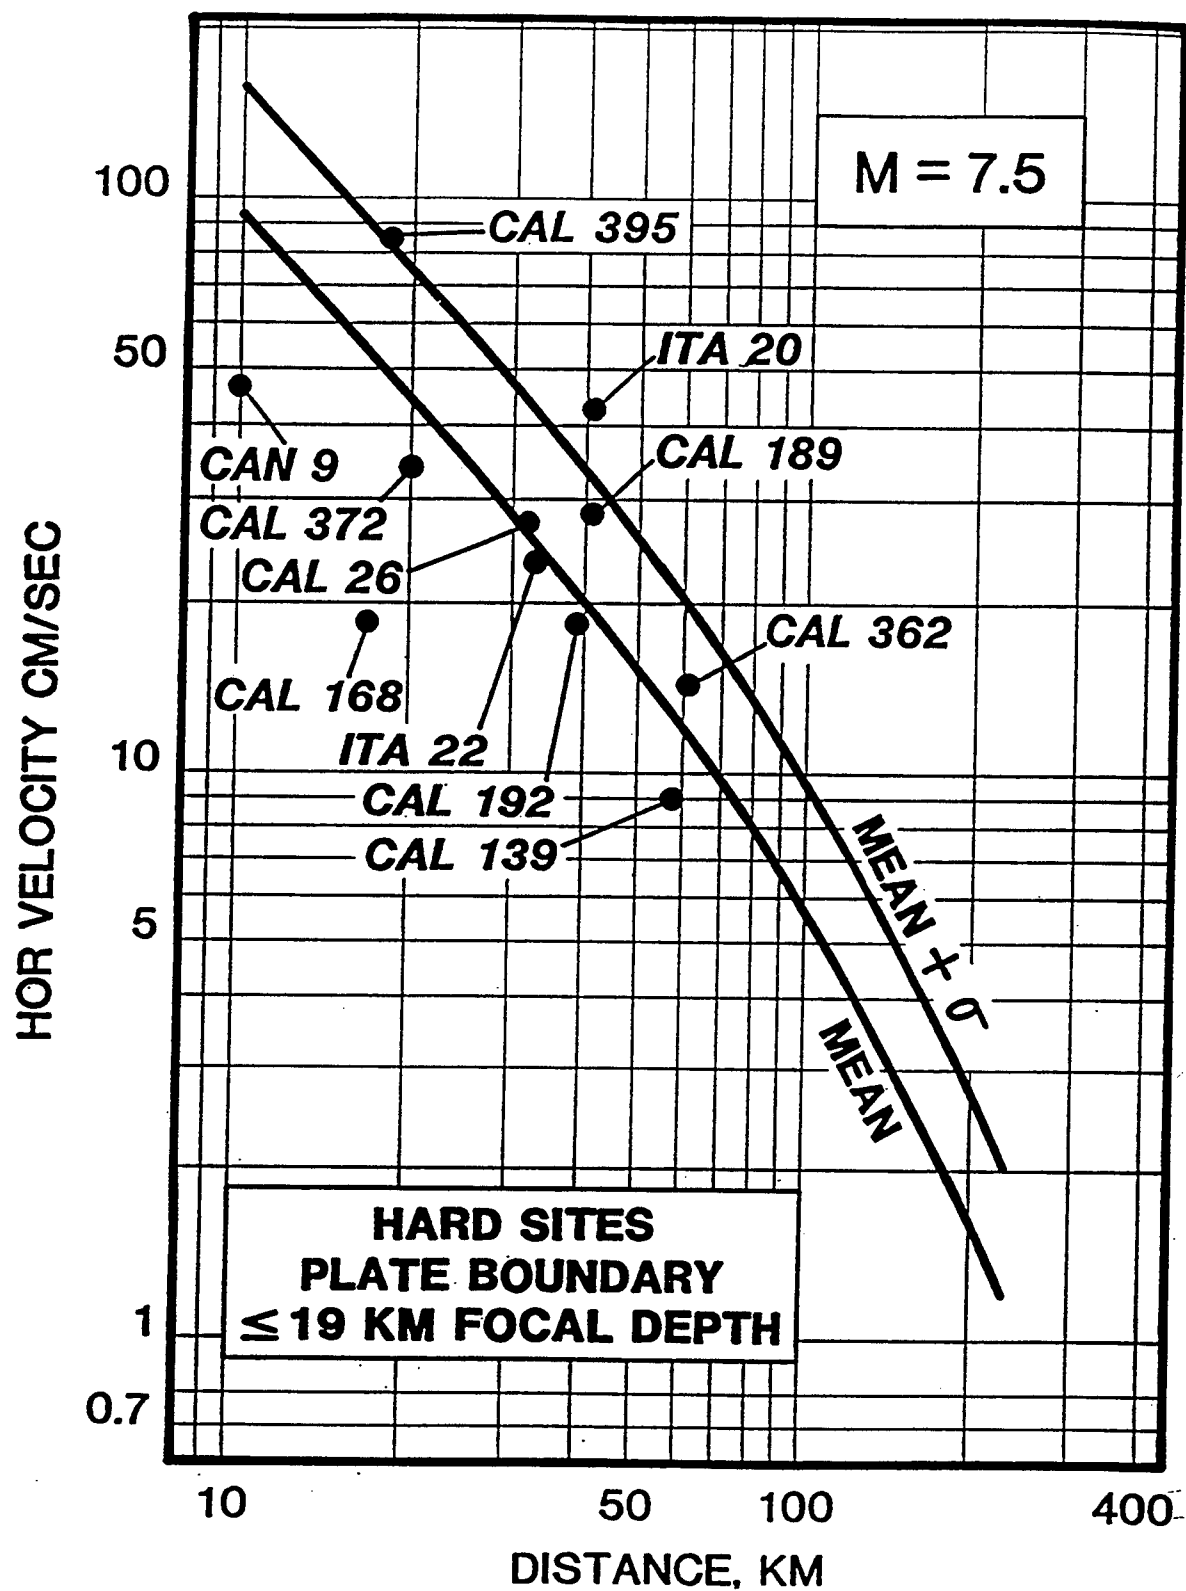 M = 7.5
100
CAL 395
50
ITA 20
CAN 9
CAL 189
CAL 372
CAL 26
CAL 362
CAL 168
ITA 22
10
CAL 192
CAL 139
MEAN + σ
5
MEAN
HOR VELOCITY CM/SEC
HARD SITES
PLATE BOUNDARY
≤ 19 KM FOCAL DEPTH
1
0.7
10 50 100 400
DISTANCE, KM